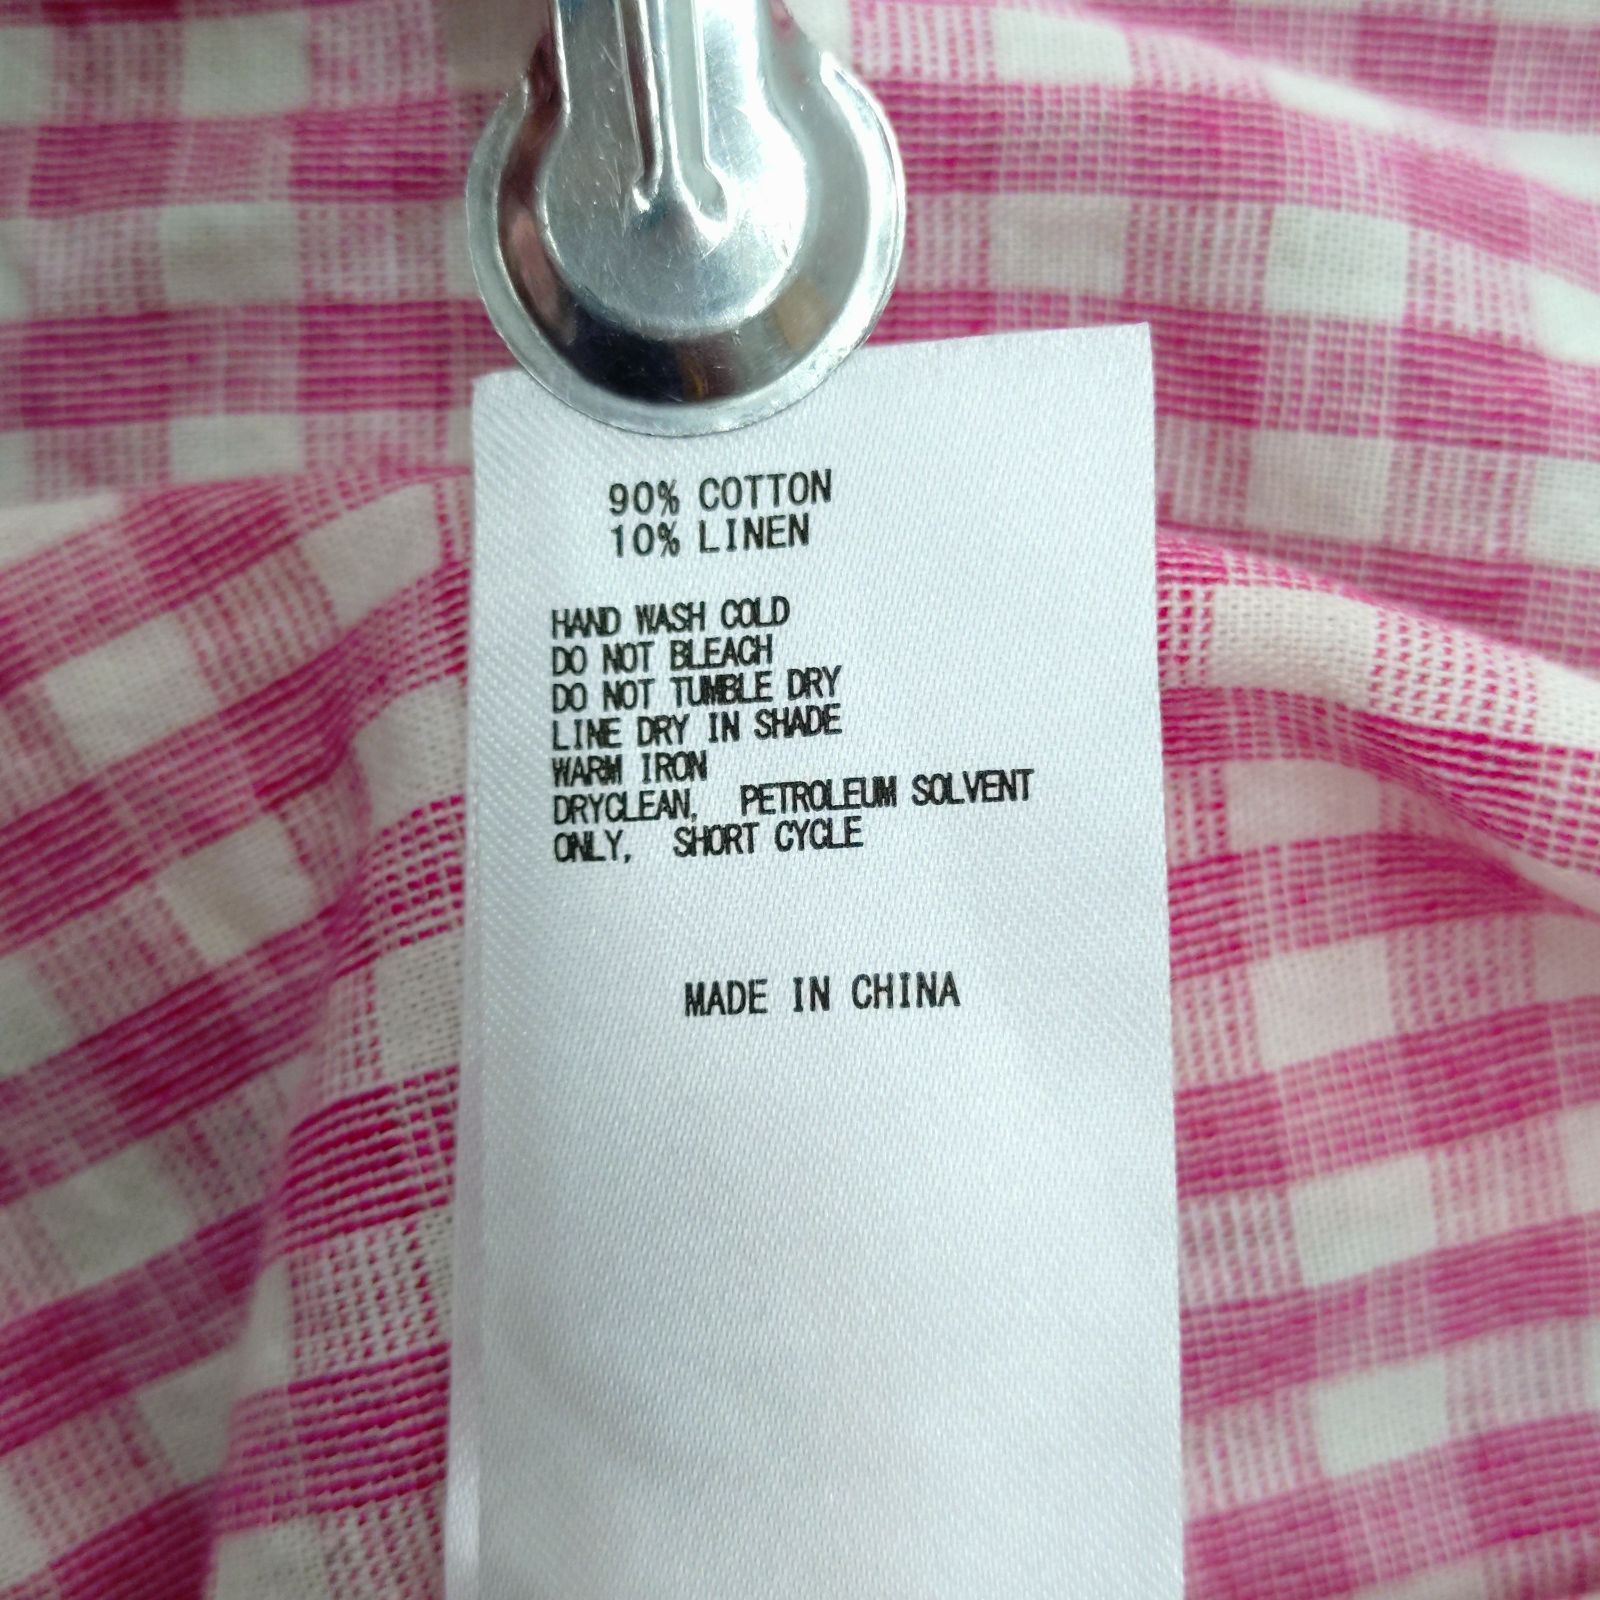 90% COTTON
10% LINEN
HAND WASH COLD
DO NOT BLEACH
DO NOT TUMBLE DRY
LINE DRY IN SHADE
WARM IRON
DRYCLEAN, PETROLEUM SOLVENT
ONLY, SHORT CYCLE
MADE IN CHINA